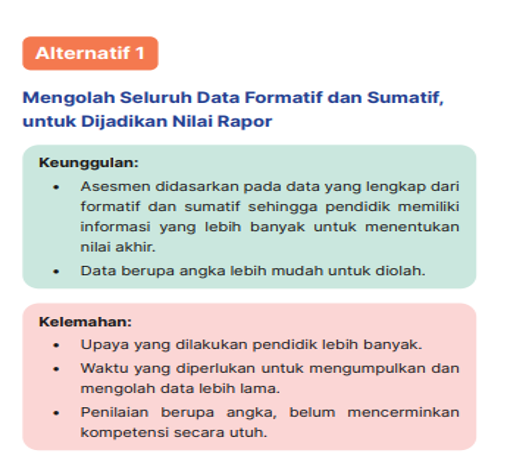 Alternatif 1
Mengolah Seluruh Data Formatif dan Sumatif,
untuk Dijadikan Nilai Rapor
Keunggulan:
• Asesmen didasarkan pada data yang lengkap dari
formatif dan sumatif sehingga pendidik memiliki
informasi yang lebih banyak untuk menentukan
nilai akhir.
• Data berupa angka lebih mudah untuk diolah.
Kelemahan:
• Upaya yang dilakukan pendidik lebih banyak.
• Waktu yang diperlukan untuk mengumpulkan dan
mengolah data lebih lama.
• Penilaian berupa angka, belum mencerminkan
kompetensi secara utuh.